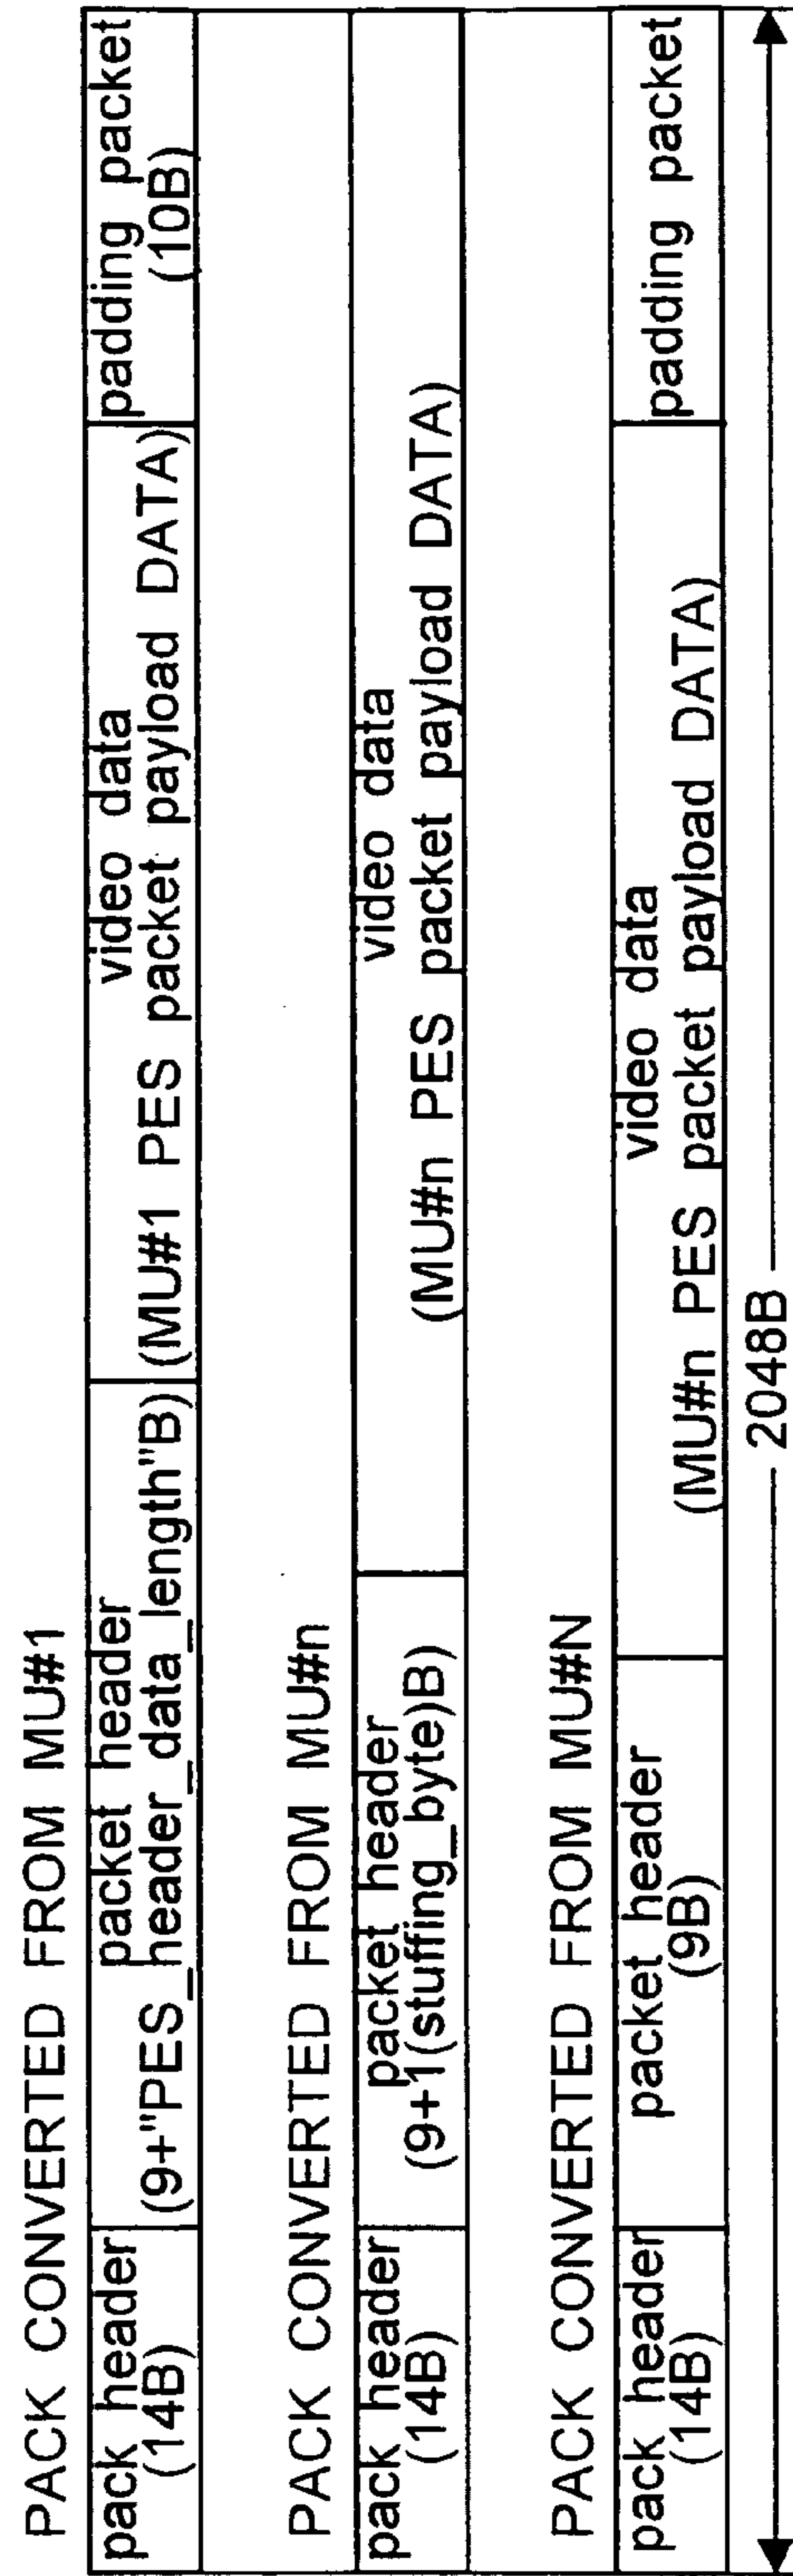 PACK CONVERTED FROM MU#1
pack header
(14B)
packet header
(9+"PES_header_data_length"B)
video data
(MU#1 PES packet payload DATA)
padding packet
(10B)
PACK CONVERTED FROM MU#n
pack header
(14B)
packet header
(9+1(stuffing_byte)B)
video data
(MU#n PES packet payload DATA)
PACK CONVERTED FROM MU#N
pack header
(14B)
packet header
(9B)
video data
(MU#n PES packet payload DATA)
padding packet
2048B